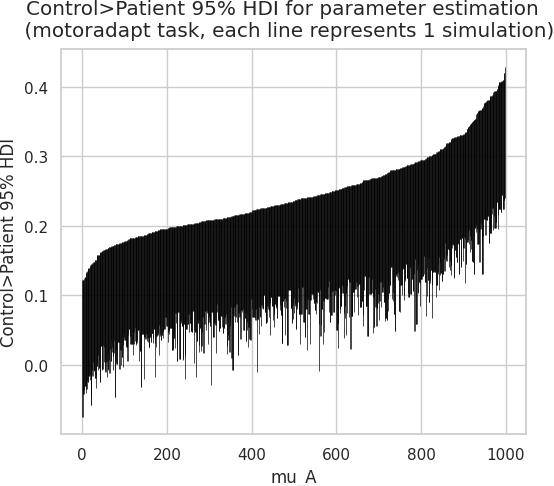 Control>Patient 95% HDI for parameter estimation
(motoradapt task, each line represents 1 simulation)
Control>Patient 95% HDI
0.4
0.3
0.2
0.1
0.0
0 200 400 600 800 1000
mu_A